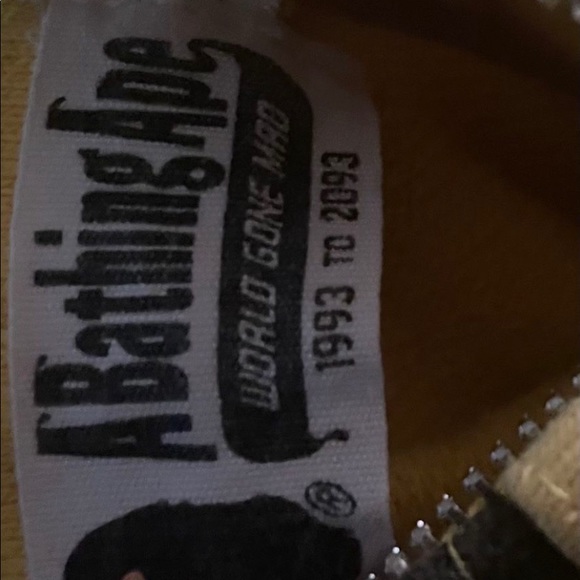 A Bathing Ape
WORLD GONE MAD
1993 TO 2093
®